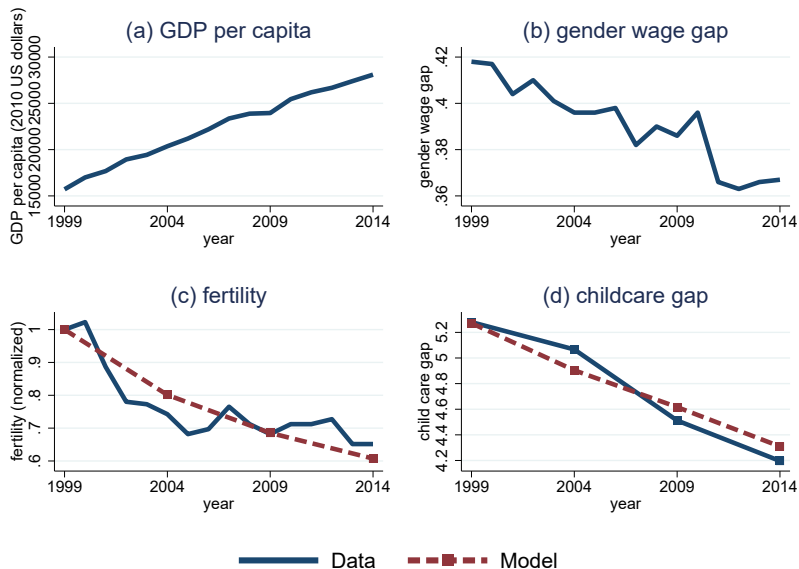 (a) GDP per capita
GDP per capita (2010 US dollars)
15000 20000 25000 30000
1999 2004 2009 2014
year
(b) gender wage gap
gender wage gap
.36 .38 .4 .42
1999 2004 2009 2014
year
(c) fertility
fertility (normalized)
.6 .7 .8 .9 1
1999 2004 2009 2014
year
(d) childcare gap
child care gap
4.2 4.4 4.6 4.8 5 5.2
1999 2004 2009 2014
year
Data Model